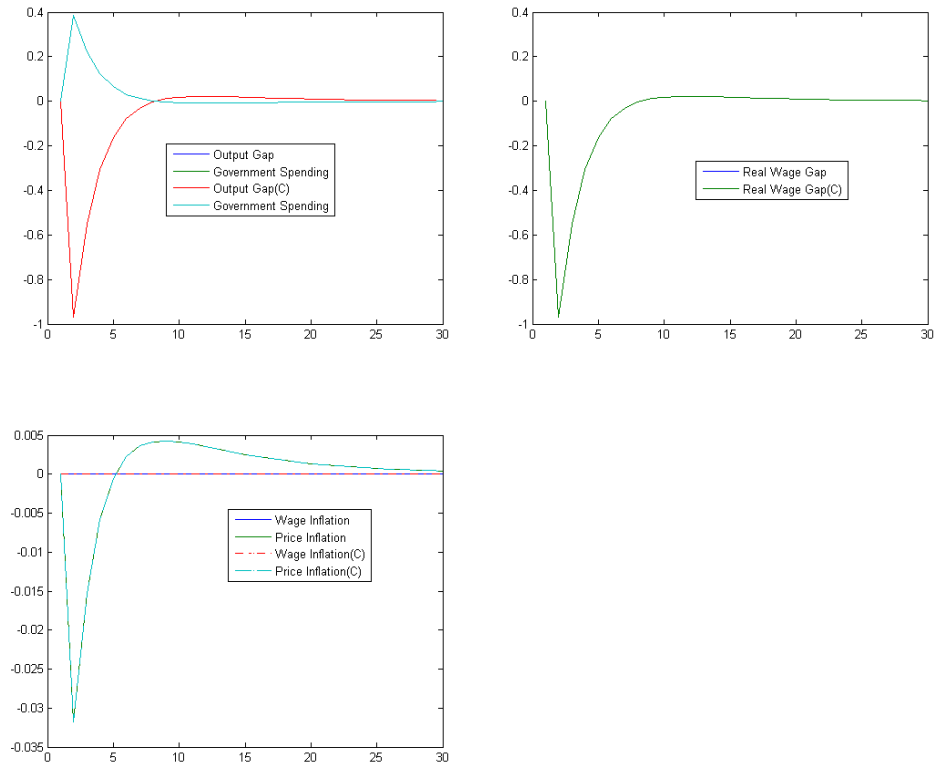 0.4
0.2
0
-0.2
-0.4
-0.6
-0.8
-1
0 5 10 15 20 25 30
Output Gap
Government Spending
Output Gap(C)
Government Spending
0.4
0.2
0
-0.2
-0.4
-0.6
-0.8
-1
0 5 10 15 20 25 30
Real Wage Gap
Real Wage Gap(C)
0.005
0
-0.005
-0.01
-0.015
-0.02
-0.025
-0.03
-0.035
0 5 10 15 20 25 30
Wage Inflation
Price Inflation
Wage Inflation(C)
Price Inflation(C)